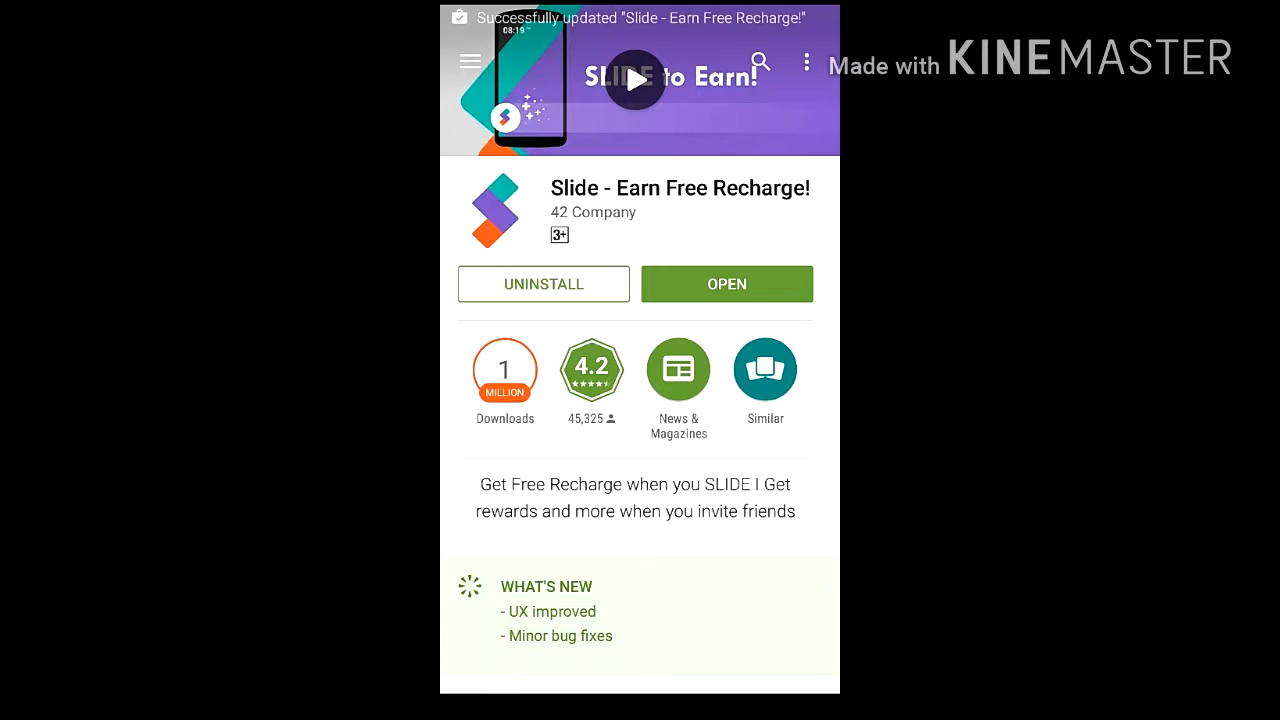 Successfully updated "Slide - Earn Free Recharge!"
08:19
SLIDE to Earn!
Made with KINEMASTER
Slide - Earn Free Recharge!
42 Company
3+
UNINSTALL
OPEN
1
MILLION
Downloads
4.2
45,325
News &
Magazines
Similar
Get Free Recharge when you SLIDE I Get
rewards and more when you invite friends
WHAT'S NEW
- UX improved
- Minor bug fixes